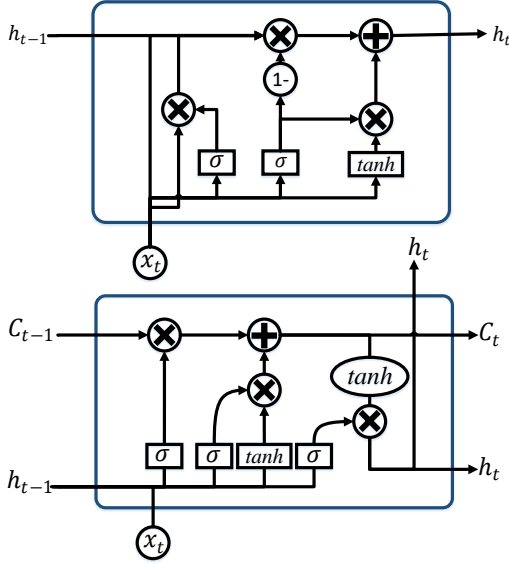 h_{t-1} h_t
1-
σ σ tanh
x_t
h_t
C_{t-1} C_t
tanh
σ σ tanh σ
h_{t-1} h_t
x_t